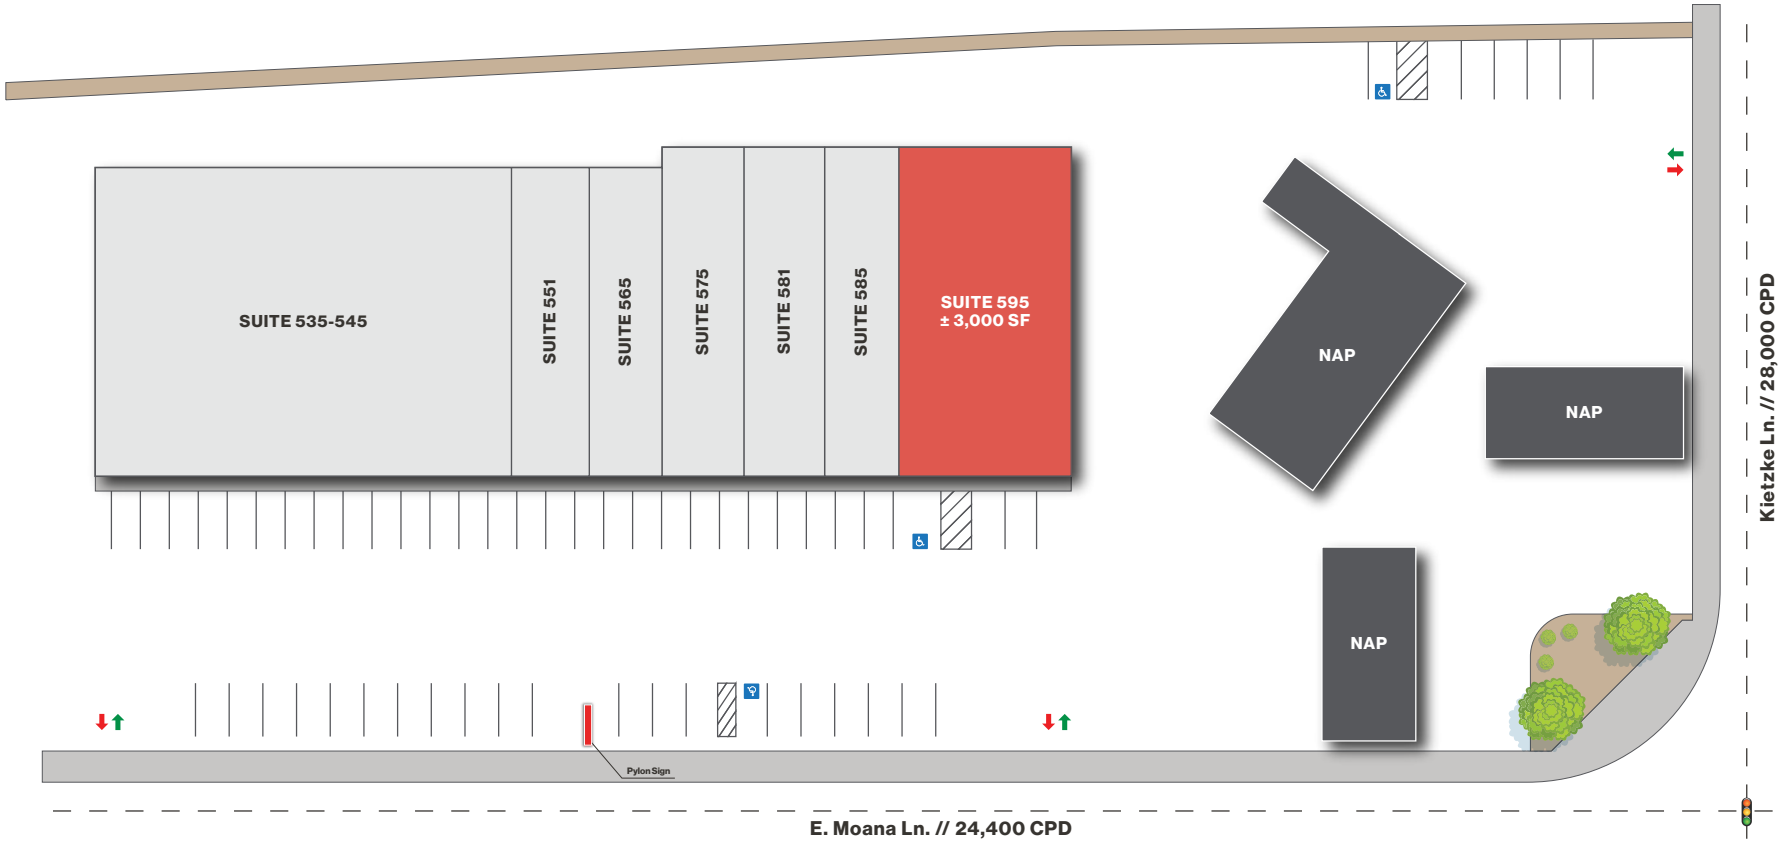 SUITE 535-545
SUITE 551
SUITE 565
SUITE 575
SUITE 581
SUITE 585
SUITE 595
± 3,000 SF
NAP
NAP
NAP
Kietzke Ln. // 28,000 CPD
Pylon Sign
E. Moana Ln. // 24,400 CPD